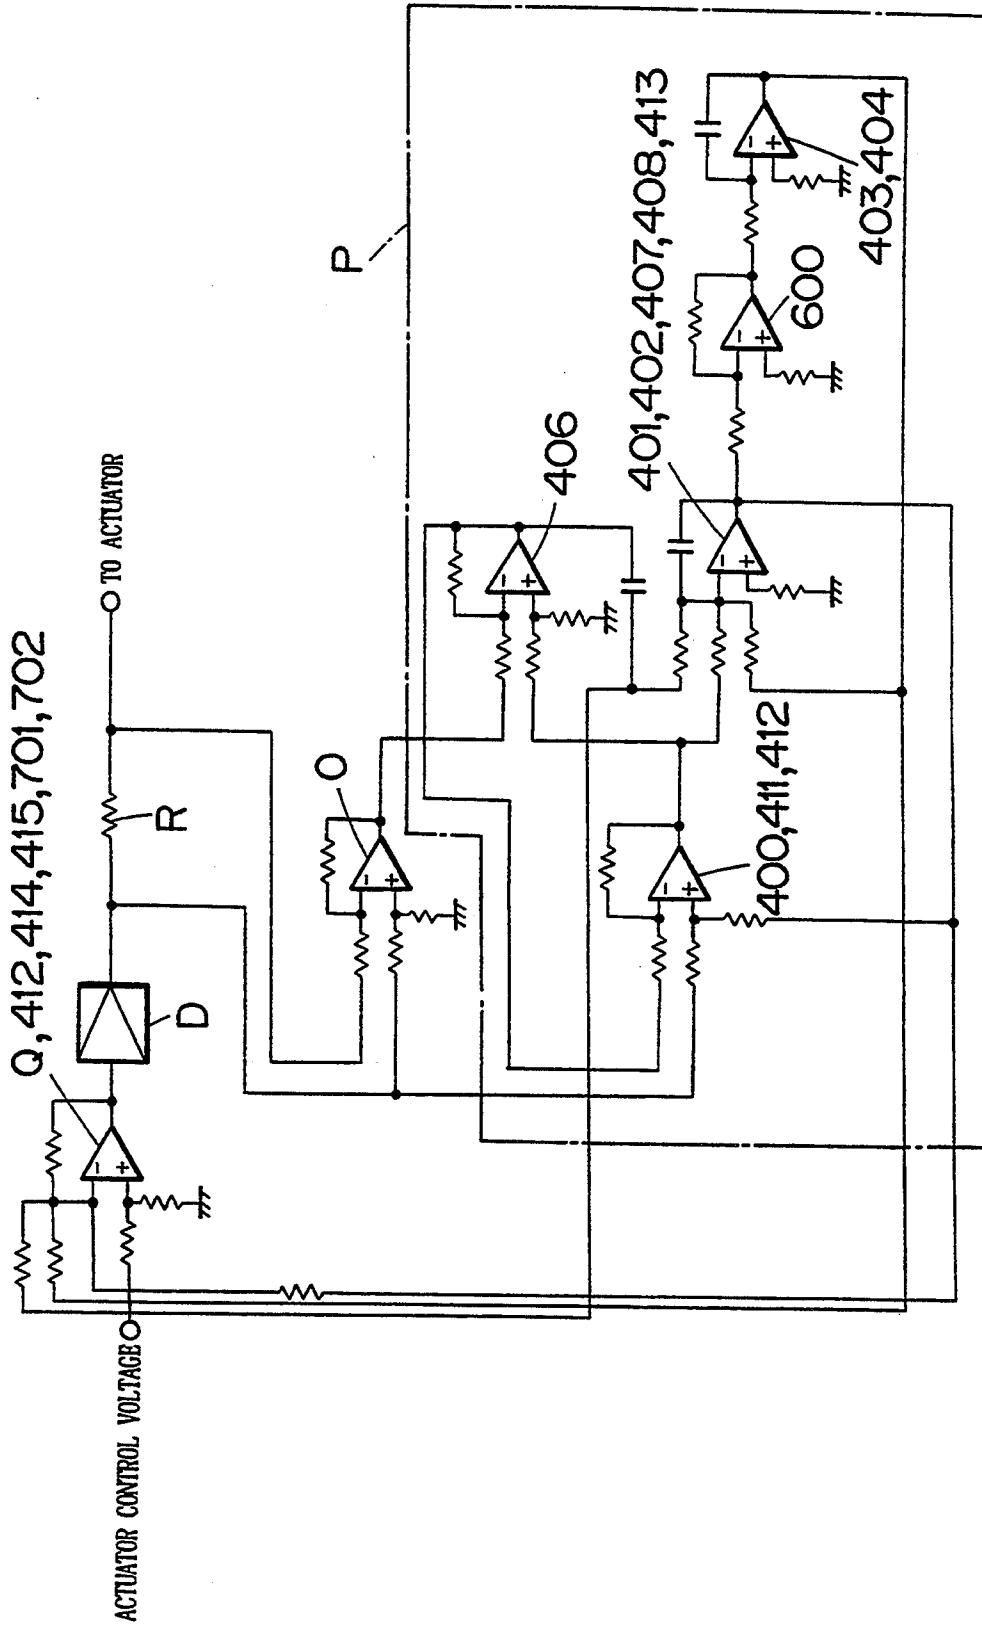 Q,412,414,415,701,702
D
R
TO ACTUATOR
ACTUATOR CONTROL VOLTAGE
O
P
406
400,411,412
401,402,407,408,413
600
403,404